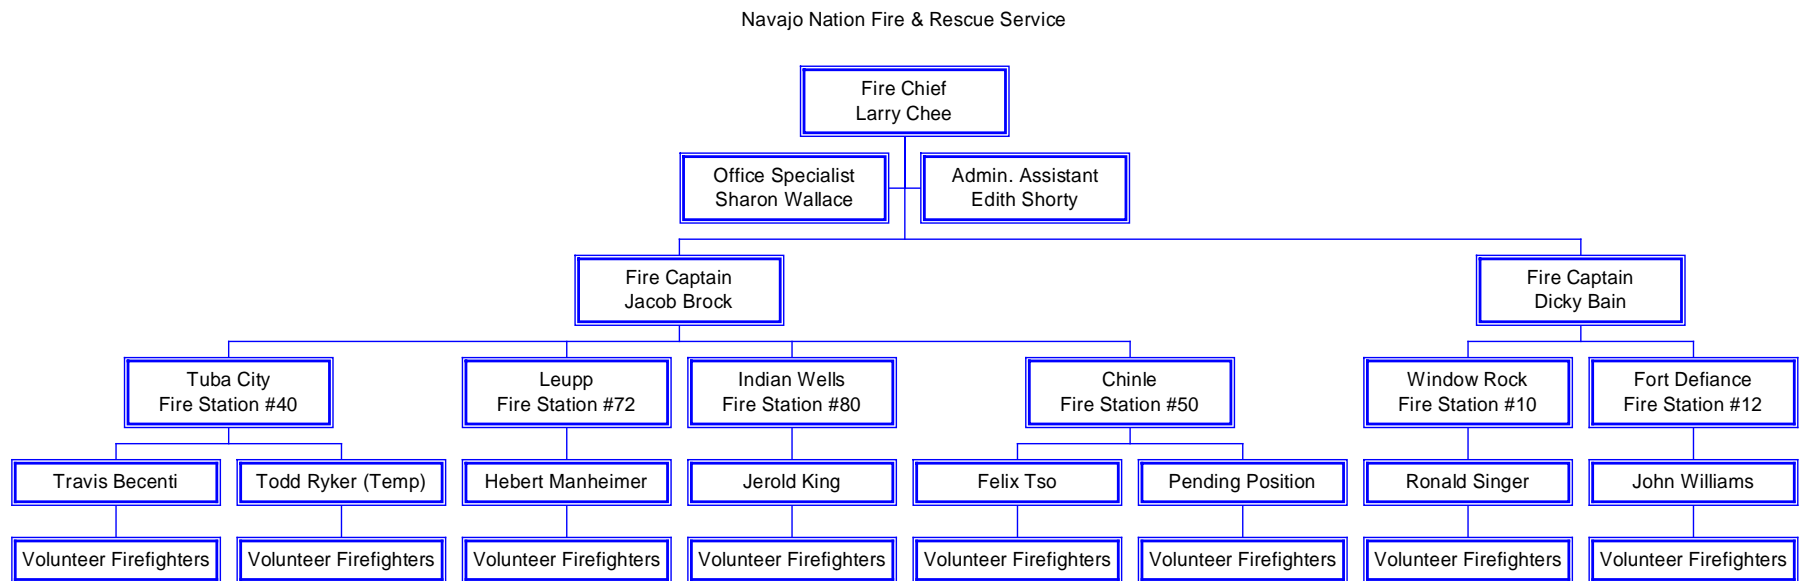 Navajo Nation Fire & Rescue Service
Fire Chief
Larry Chee
Office Specialist
Sharon Wallace
Admin. Assistant
Edith Shorty
Fire Captain
Jacob Brock
Fire Captain
Dicky Bain
Tuba City
Fire Station #40
Leupp
Fire Station #72
Indian Wells
Fire Station #80
Chinle
Fire Station #50
Window Rock
Fire Station #10
Fort Defiance
Fire Station #12
Travis Becenti
Todd Ryker (Temp)
Hebert Manheimer
Jerold King
Felix Tso
Pending Position
Ronald Singer
John Williams
Volunteer Firefighters
Volunteer Firefighters
Volunteer Firefighters
Volunteer Firefighters
Volunteer Firefighters
Volunteer Firefighters
Volunteer Firefighters
Volunteer Firefighters